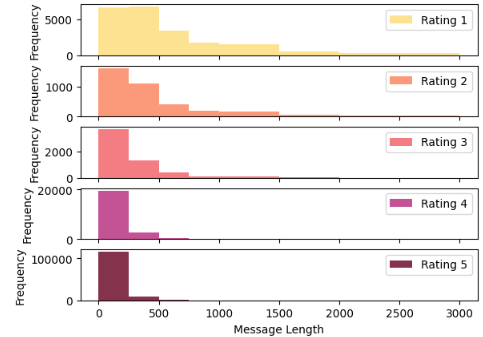 Frequency
5000
0
Rating 1
Frequency
1000
0
Rating 2
Frequency
2000
0
Rating 3
Frequency
20000
0
Rating 4
Frequency
100000
0
Rating 5
0 500 1000 1500 2000 2500 3000
Message Length